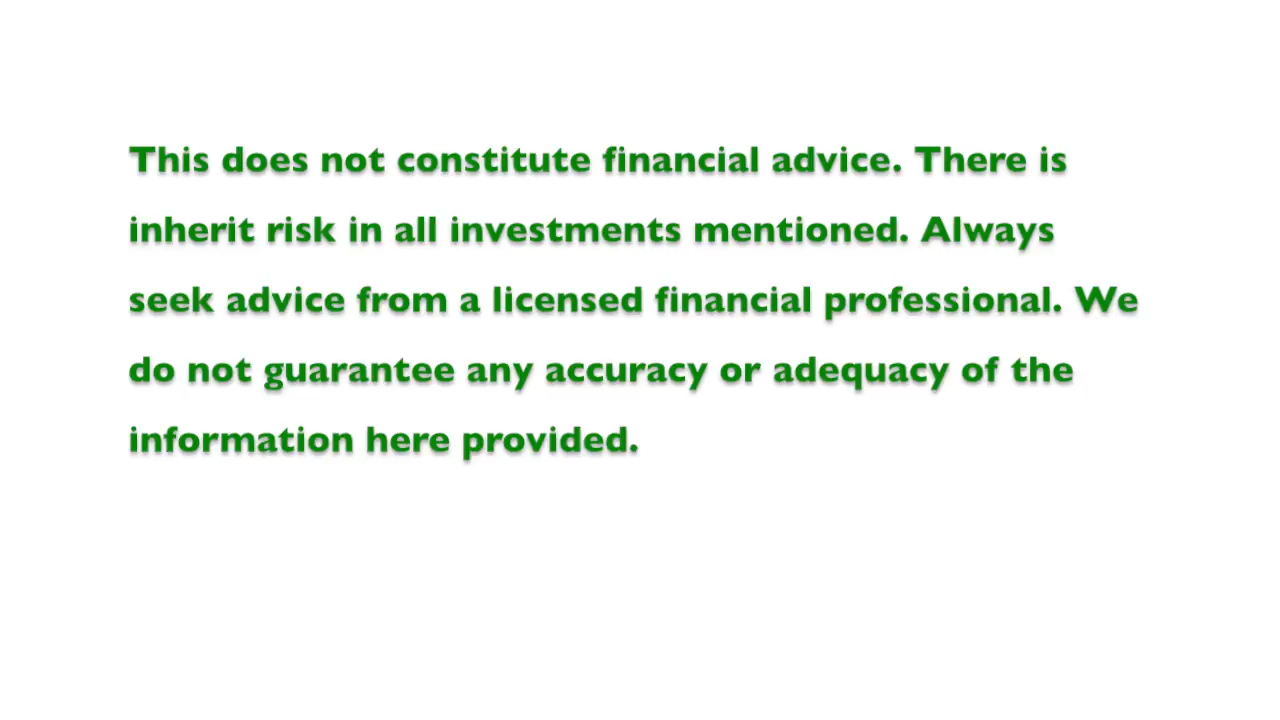 This does not constitute financial advice. There is
inherit risk in all investments mentioned. Always
seek advice from a licensed financial professional. We
do not guarantee any accuracy or adequacy of the
information here provided.